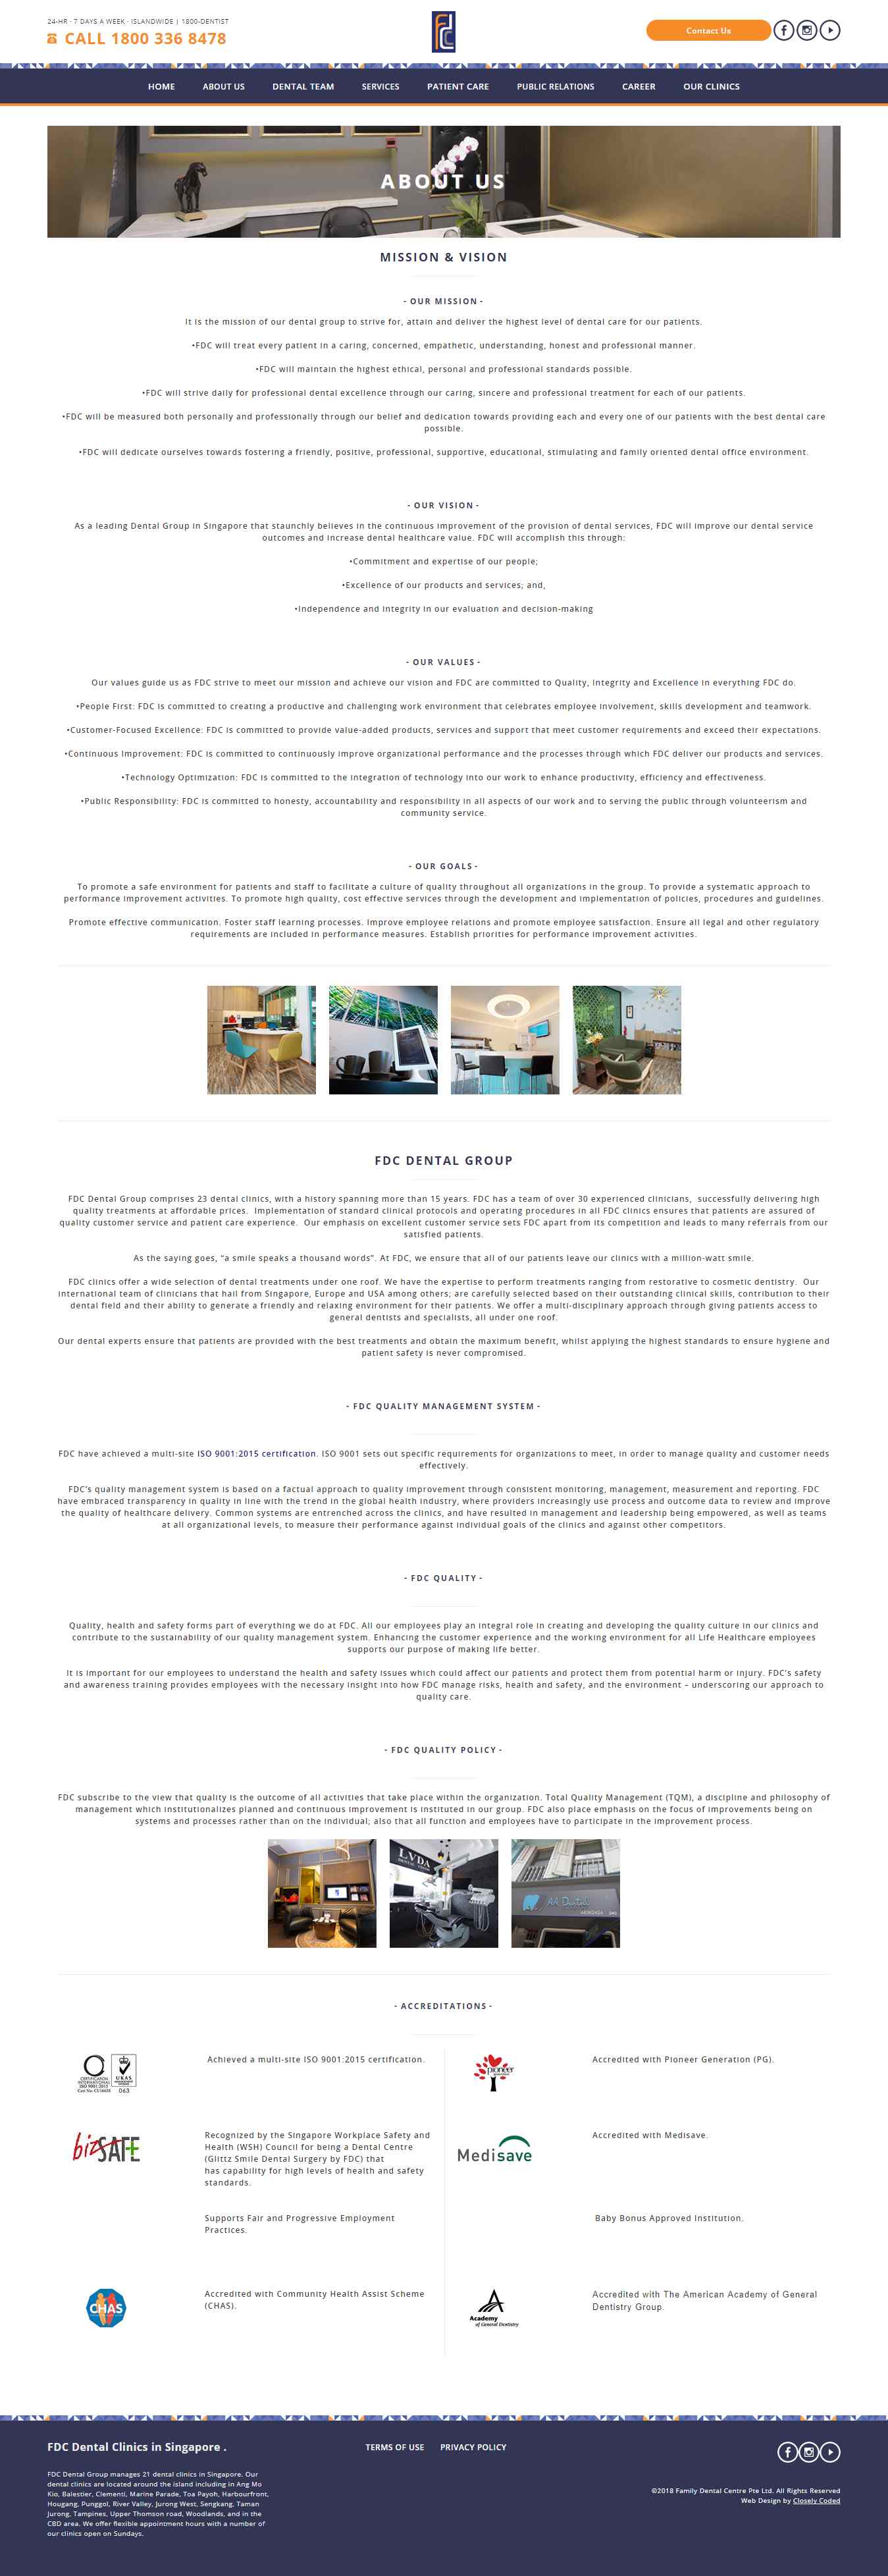 24-HR · 7 DAYS A WEEK · ISLANDWIDE | 1800-DENTIST
CALL 1800 336 8478
Contact Us
HOME ABOUT US DENTAL TEAM SERVICES PATIENT CARE PUBLIC RELATIONS CAREER OUR CLINICS
ABOUT US
MISSION & VISION
- OUR MISSION -
It is the mission of our dental group to strive for, attain and deliver the highest level of dental care for our patients.
•FDC will treat every patient in a caring, concerned, empathetic, understanding, honest and professional manner.
•FDC will maintain the highest ethical, personal and professional standards possible.
•FDC will strive daily for professional dental excellence through our caring, sincere and professional treatment for each of our patients.
•FDC will be measured both personally and professionally through our belief and dedication towards providing each and every one of our patients with the best dental care
possible.
•FDC will dedicate ourselves towards fostering a friendly, positive, professional, supportive, educational, stimulating and family oriented dental office environment.
- OUR VISION -
As a leading Dental Group in Singapore that staunchly believes in the continuous improvement of the provision of dental services, FDC will improve our dental service
outcomes and increase dental healthcare value. FDC will accomplish this through:
•Commitment and expertise of our people;
•Excellence of our products and services; and,
•Independence and integrity in our evaluation and decision-making
- OUR VALUES -
Our values guide us as FDC strive to meet our mission and achieve our vision and FDC are committed to Quality, Integrity and Excellence in everything FDC do.
•People First: FDC is committed to creating a productive and challenging work environment that celebrates employee involvement, skills development and teamwork.
•Customer-Focused Excellence: FDC is committed to provide value-added products, services and support that meet customer requirements and exceed their expectations.
•Continuous Improvement: FDC is committed to continuously improve organizational performance and the processes through which FDC deliver our products and services.
•Technology Optimization: FDC is committed to the integration of technology into our work to enhance productivity, efficiency and effectiveness.
•Public Responsibility: FDC is committed to honesty, accountability and responsibility in all aspects of our work and to serving the public through volunteerism and
community service.
- OUR GOALS -
To promote a safe environment for patients and staff to facilitate a culture of quality throughout all organizations in the group. To provide a systematic approach to
performance improvement activities. To promote high quality, cost effective services through the development and implementation of policies, procedures and guidelines.
Promote effective communication. Foster staff learning processes. Improve employee relations and promote employee satisfaction. Ensure all legal and other regulatory
requirements are included in performance measures. Establish priorities for performance improvement activities.
FDC DENTAL GROUP
FDC Dental Group comprises 23 dental clinics, with a history spanning more than 15 years. FDC has a team of over 30 experienced clinicians, successfully delivering high
quality treatments at affordable prices. Implementation of standard clinical protocols and operating procedures in all FDC clinics ensures that patients are assured of
quality customer service and patient care experience. Our emphasis on excellent customer service sets FDC apart from its competition and leads to many referrals from our
satisfied patients.
As the saying goes, “a smile speaks a thousand words”. At FDC, we ensure that all of our patients leave our clinics with a million-watt smile.
FDC clinics offer a wide selection of dental treatments under one roof. We have the expertise to perform treatments ranging from restorative to cosmetic dentistry. Our
international team of clinicians that hail from Singapore, Europe and USA among others; are carefully selected based on their outstanding clinical skills, contribution to their
dental field and their ability to generate a friendly and relaxing environment for their patients. We offer a multi-disciplinary approach through giving patients access to
general dentists and specialists, all under one roof.
Our dental experts ensure that patients are provided with the best treatments and obtain the maximum benefit, whilst applying the highest standards to ensure hygiene and
patient safety is never compromised.
- FDC QUALITY MANAGEMENT SYSTEM -
FDC have achieved a multi-site ISO 9001:2015 certification. ISO 9001 sets out specific requirements for organizations to meet, in order to manage quality and customer needs
effectively.
FDC’s quality management system is based on a factual approach to quality improvement through consistent monitoring, management, measurement and reporting. FDC
have embraced transparency in quality in line with the trend in the global health industry, where providers increasingly use process and outcome data to review and improve
the quality of healthcare delivery. Common systems are entrenched across the clinics, and have resulted in management and leadership being empowered, as well as teams
at all organizational levels, to measure their performance against individual goals of the clinics and against other competitors.
- FDC QUALITY -
Quality, health and safety forms part of everything we do at FDC. All our employees play an integral role in creating and developing the quality culture in our clinics and
contribute to the sustainability of our quality management system. Enhancing the customer experience and the working environment for all Life Healthcare employees
supports our purpose of making life better.
It is important for our employees to understand the health and safety issues which could affect our patients and protect them from potential harm or injury. FDC’s safety
and awareness training provides employees with the necessary insight into how FDC manage risks, health and safety, and the environment – underscoring our approach to
quality care.
- FDC QUALITY POLICY -
FDC subscribe to the view that quality is the outcome of all activities that take place within the organization. Total Quality Management (TQM), a discipline and philosophy of
management which institutionalizes planned and continuous improvement is instituted in our group. FDC also place emphasis on the focus of improvements being on
systems and processes rather than on the individual; also that all function and employees have to participate in the improvement process.
LVDA
AA Dental
- ACCREDITATIONS -
CERTIFICATION
INTERNATIONAL
ISO 9001:2015
UKAS
063
Achieved a multi-site ISO 9001:2015 certification.
pioneer
Accredited with Pioneer Generation (PG).
bizSAFE
Recognized by the Singapore Workplace Safety and
Health (WSH) Council for being a Dental Centre
(Glittz Smile Dental Surgery by FDC) that
has capability for high levels of health and safety
standards.
Medisave
Accredited with Medisave.
Supports Fair and Progressive Employment
Practices.
Baby Bonus Approved Institution.
CHAS
Accredited with Community Health Assist Scheme
(CHAS).
Academy
of General Dentistry
Accredited with The American Academy of General
Dentistry Group.
FDC Dental Clinics in Singapore .
FDC Dental Group manages 21 dental clinics in Singapore. Our
dental clinics are located around the island including in Ang Mo
Kio, Balestier, Clementi, Marine Parade, Toa Payoh, Harbourfront,
Hougang, Punggol, River Valley, Jurong West, Sengkang, Taman
Jurong, Tampines, Upper Thomson road, Woodlands, and in the
CBD area. We offer flexible appointment hours with a number of
our clinics open on Sundays.
TERMS OF USE PRIVACY POLICY
©2018 Family Dental Centre Pte Ltd. All Rights Reserved
Web Design by Closely Coded